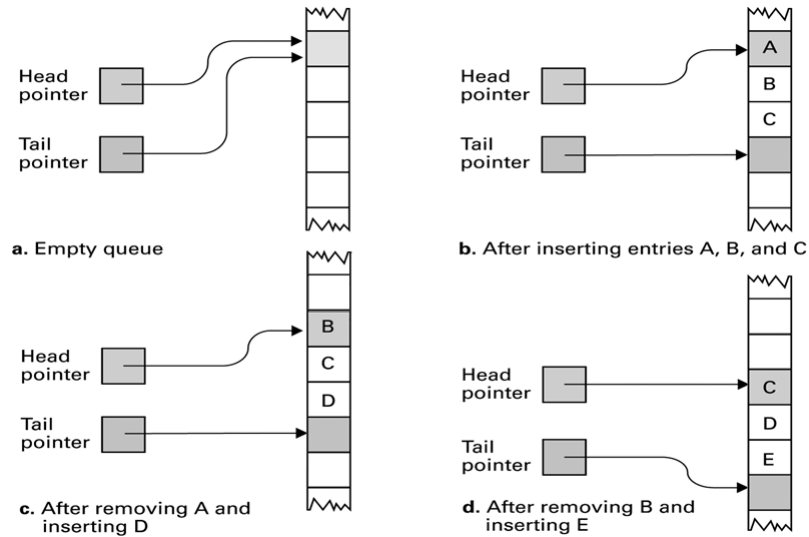 Head
pointer
Tail
pointer
a. Empty queue
Head
pointer
Tail
pointer
A
B
C
b. After inserting entries A, B, and C
Head
pointer
Tail
pointer
B
C
D
c. After removing A and
inserting D
Head
pointer
Tail
pointer
C
D
E
d. After removing B and
inserting E